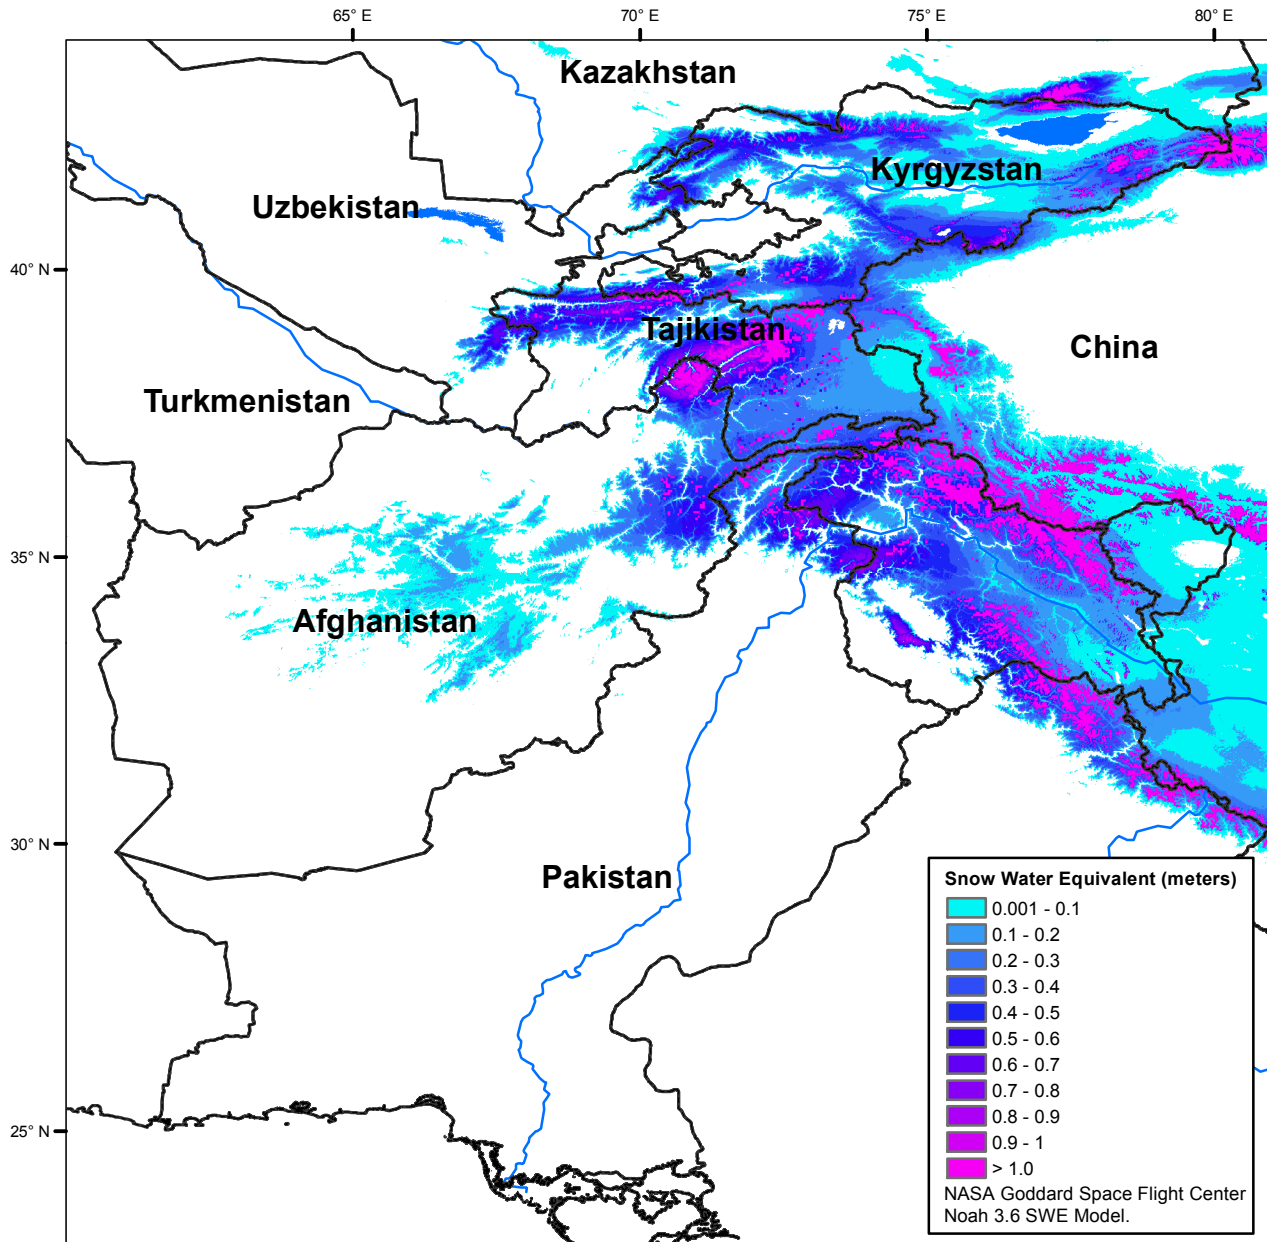 65° E
70° E
75° E
80° E
Kazakhstan
Kyrgyzstan
Uzbekistan
40° N
Tajikistan
China
Turkmenistan
35° N
Afghanistan
30° N
Pakistan
25° N
Snow Water Equivalent (meters)
0.001 - 0.1
0.1 - 0.2
0.2 - 0.3
0.3 - 0.4
0.4 - 0.5
0.5 - 0.6
0.6 - 0.7
0.7 - 0.8
0.8 - 0.9
0.9 - 1
> 1.0
NASA Goddard Space Flight Center
Noah 3.6 SWE Model.